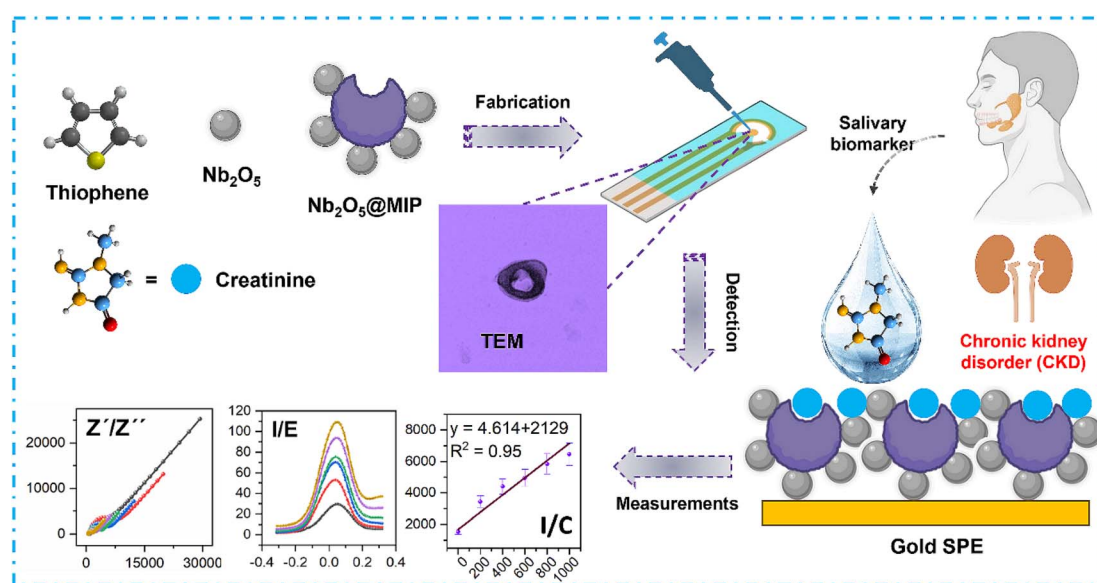 Thiophene
Nb₂O₅
Nb₂O₅@MIP
Fabrication
= Creatinine
TEM
Salivary
biomarker
Detection
Chronic kidney
disorder (CKD)
Z´/Z´´
20000
10000
0
0 15000 30000
I/E
120
100
80
60
40
20
0
-0.4 -0.2 0.0 0.2 0.4
y = 4.614+2129
R² = 0.95
8000
6000
4000
2000
I/C
0 200 400 600 800 1000
Measurements
Gold SPE